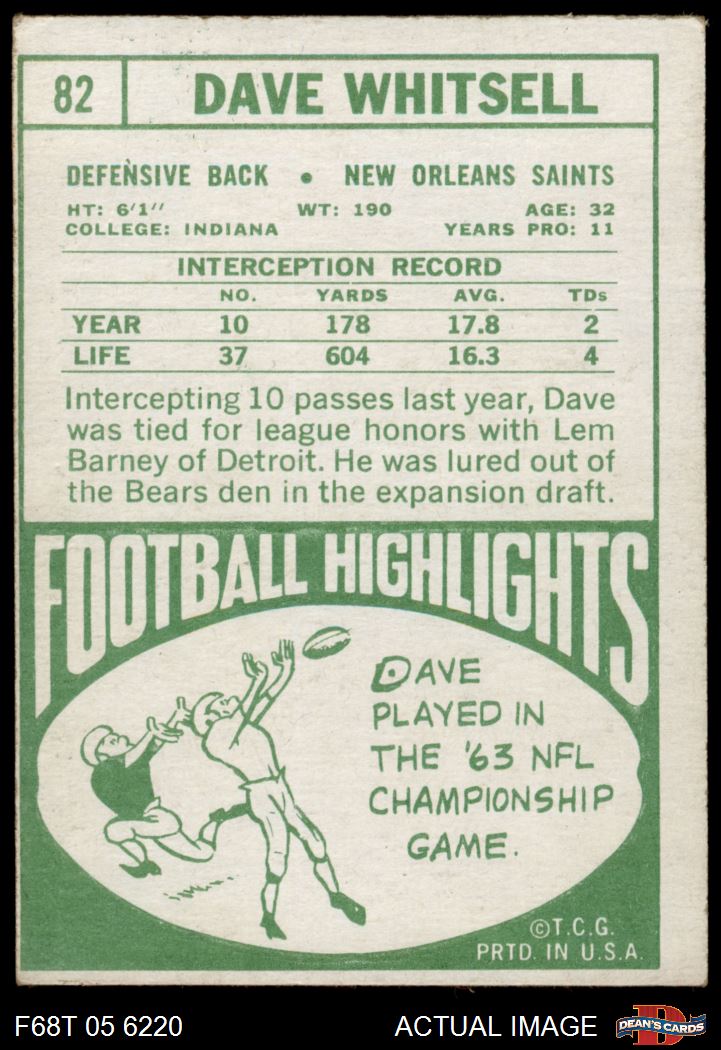 82 DAVE WHITSELL
DEFENSIVE BACK • NEW ORLEANS SAINTS
HT: 6'1'' WT: 190 AGE: 32
COLLEGE: INDIANA YEARS PRO: 11
INTERCEPTION RECORD
NO. YARDS AVG. TDs
YEAR 10 178 17.8 2
LIFE 37 604 16.3 4
Intercepting 10 passes last year, Dave
was tied for league honors with Lem
Barney of Detroit. He was lured out of
the Bears den in the expansion draft.
FOOTBALL HIGHLIGHTS
DAVE
PLAYED IN
THE '63 NFL
CHAMPIONSHIP
GAME.
©T.C.G.
PRTD. IN U.S.A.
F68T 05 6220 ACTUAL IMAGE D DEAN'S CARDS